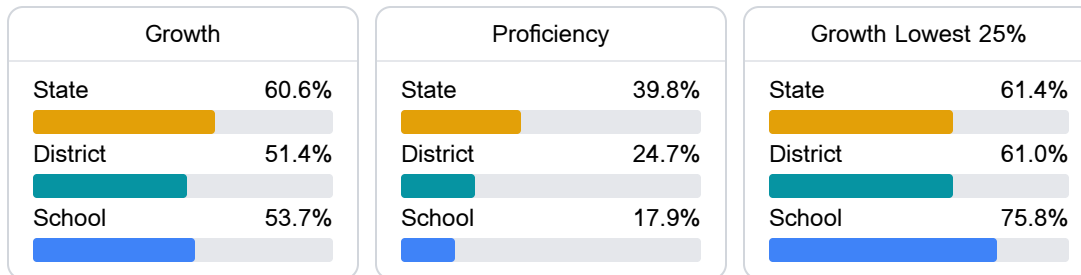 Growth
State 60.6%
District 51.4%
School 53.7%
Proficiency
State 39.8%
District 24.7%
School 17.9%
Growth Lowest 25%
State 61.4%
District 61.0%
School 75.8%